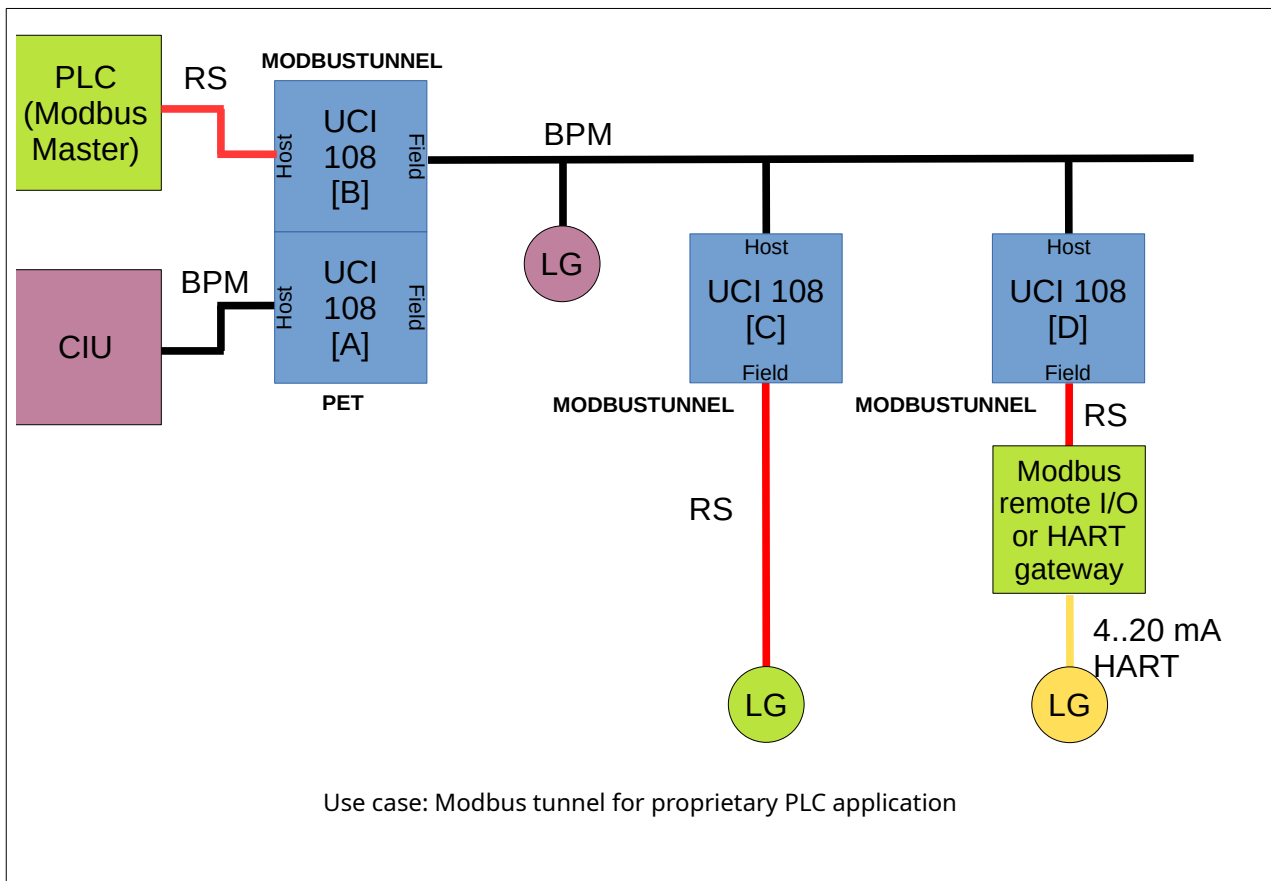 PLC
(Modbus
Master)
RS
MODBUSTUNNEL
Host
UCI
108
[B]
Field
BPM
CIU
BPM
Host
UCI
108
[A]
Field
PET
LG
Host
UCI 108
[C]
Field
MODBUSTUNNEL
RS
LG
Host
UCI 108
[D]
Field
MODBUSTUNNEL
RS
Modbus
remote I/O
or HART
gateway
4..20 mA
HART
LG
Use case: Modbus tunnel for proprietary PLC application